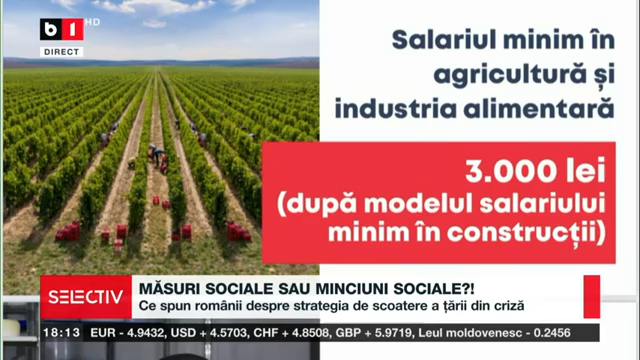 b1 HD
DIRECT
Salariul minim în
agricultură și
industria alimentară
3.000 lei
(după modelul salariului
minim în construcții)
SELECTIV
MĂSURI SOCIALE SAU MINCIUNI SOCIALE?!
Ce spun românii despre strategia de scoatere a țării din criză
18:13 EUR - 4.9432, USD + 4.5703, CHF + 4.8508, GBP + 5.9719, Leul moldovenesc - 0.2456